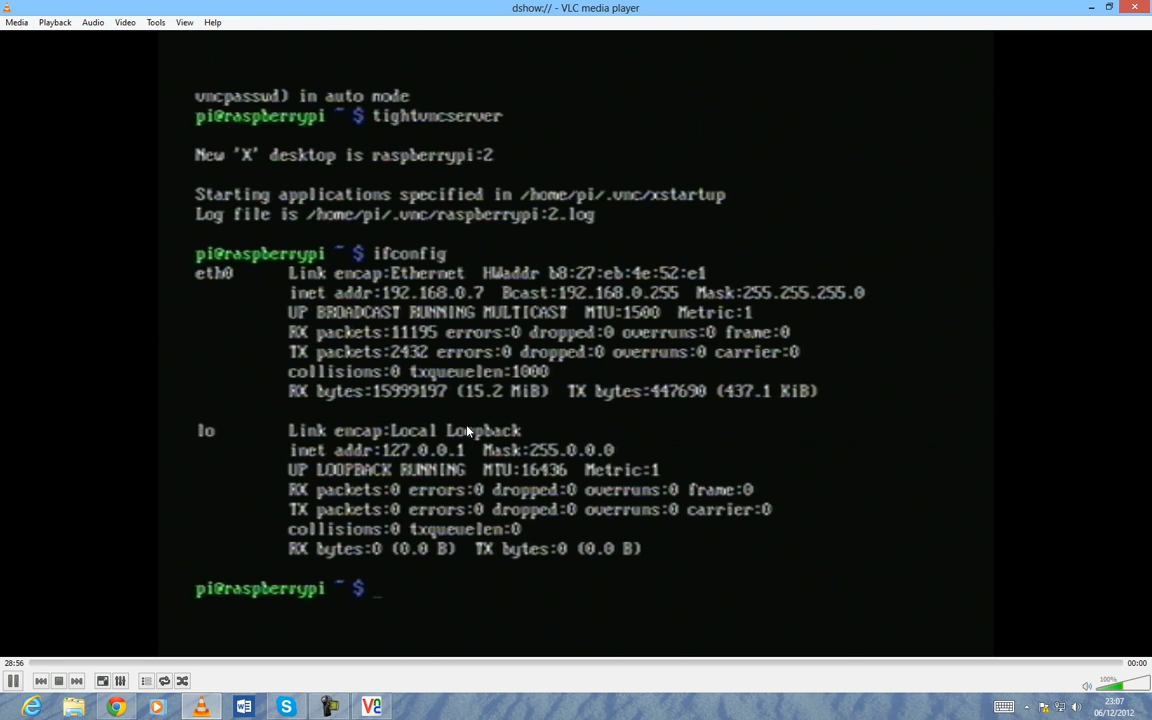 dshow:// - VLC media player
Media Playback Audio Video Tools View Help
vncpasswd) in auto mode
pi@raspberrypi ~ $ tightvncserver
New 'X' desktop is raspberrypi:2
Starting applications specified in /home/pi/.vnc/xstartup
Log file is /home/pi/.vnc/raspberrypi:2.log
pi@raspberrypi ~ $ ifconfig
eth0 Link encap:Ethernet HWaddr b8:27:eb:4e:52:e1
inet addr:192.168.0.7 Bcast:192.168.0.255 Mask:255.255.255.0
UP BROADCAST RUNNING MULTICAST MTU:1500 Metric:1
RX packets:11195 errors:0 dropped:0 overruns:0 frame:0
TX packets:2432 errors:0 dropped:0 overruns:0 carrier:0
collisions:0 txqueuelen:1000
RX bytes:15999197 (15.2 MiB) TX bytes:447690 (437.1 KiB)
lo Link encap:Local Loopback
inet addr:127.0.0.1 Mask:255.0.0.0
UP LOOPBACK RUNNING MTU:16436 Metric:1
RX packets:0 errors:0 dropped:0 overruns:0 frame:0
TX packets:0 errors:0 dropped:0 overruns:0 carrier:0
collisions:0 txqueuelen:0
RX bytes:0 (0.0 B) TX bytes:0 (0.0 B)
pi@raspberrypi ~ $ _
28:56 00:00
100%
23:07
06/12/2012